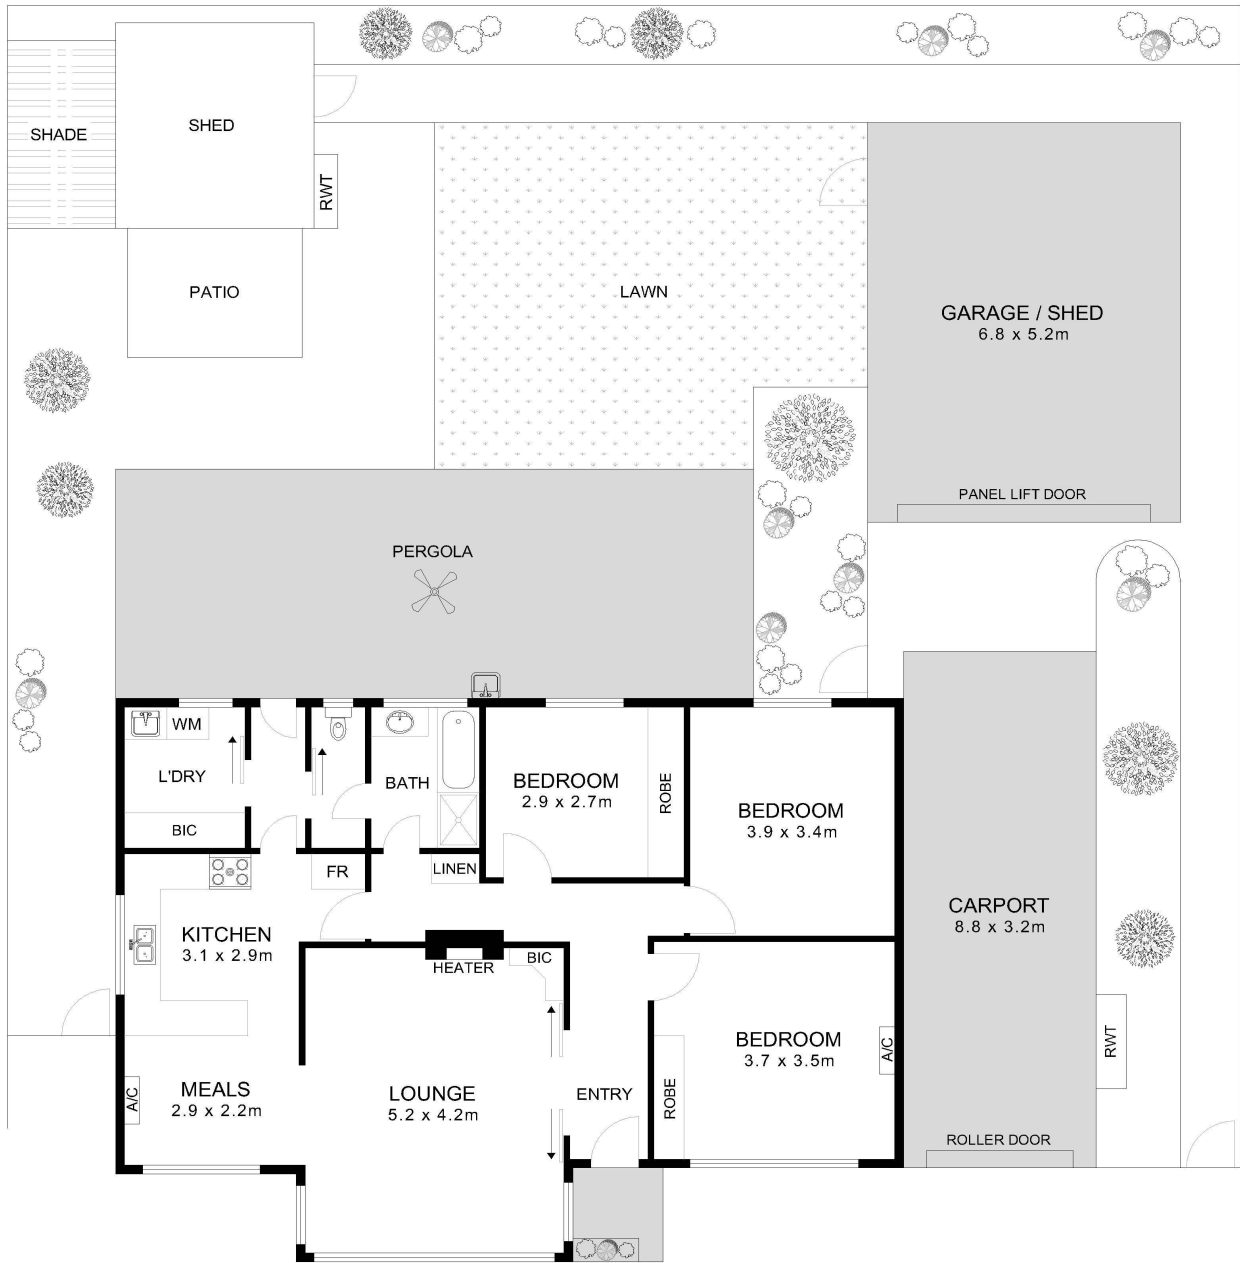 SHADE
SHED
RWT
PATIO
LAWN
GARAGE / SHED
6.8 x 5.2m
PANEL LIFT DOOR
PERGOLA
WM
L'DRY
BIC
BATH
BEDROOM
2.9 x 2.7m
ROBE
BEDROOM
3.9 x 3.4m
FR
LINEN
KITCHEN
3.1 x 2.9m
HEATER
BIC
CARPORT
8.8 x 3.2m
MEALS
2.9 x 2.2m
A/C
LOUNGE
5.2 x 4.2m
ENTRY
BEDROOM
3.7 x 3.5m
ROBE
A/C
RWT
ROLLER DOOR